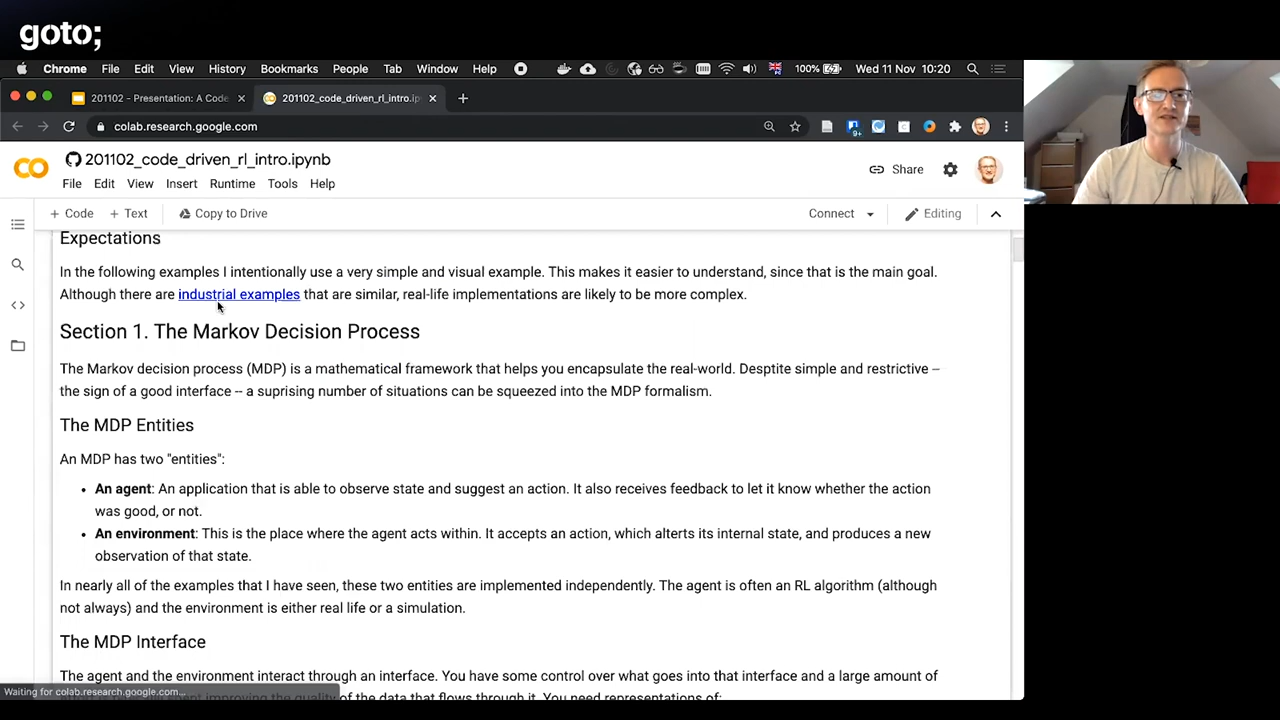 goto;
Chrome File Edit View History Bookmarks People Tab Window Help 100% Wed 11 Nov 10:20
201102 - Presentation: A Code 201102_code_driven_rl_intro.ip
colab.research.google.com 9+
201102_code_driven_rl_intro.ipynb
Share
File Edit View Insert Runtime Tools Help
+ Code + Text Copy to Drive Connect Editing
Expectations
In the following examples I intentionally use a very simple and visual example. This makes it easier to understand, since that is the main goal.
Although there are industrial examples that are similar, real-life implementations are likely to be more complex.
Section 1. The Markov Decision Process
The Markov decision process (MDP) is a mathematical framework that helps you encapsulate the real-world. Despite simple and restrictive --
the sign of a good interface -- a suprising number of situations can be squeezed into the MDP formalism.
The MDP Entities
An MDP has two "entities":
• An agent: An application that is able to observe state and suggest an action. It also receives feedback to let it know whether the action
was good, or not.
• An environment: This is the place where the agent acts within. It accepts an action, which alterts its internal state, and produces a new
observation of that state.
In nearly all of the examples that I have seen, these two entities are implemented independently. The agent is often an RL algorithm (although
not always) and the environment is either real life or a simulation.
The MDP Interface
The agent and the environment interact through an interface. You have some control over what goes into that interface and a large amount of
of the data that flows through it. You need representations of:
Waiting for colab.research.google.com...